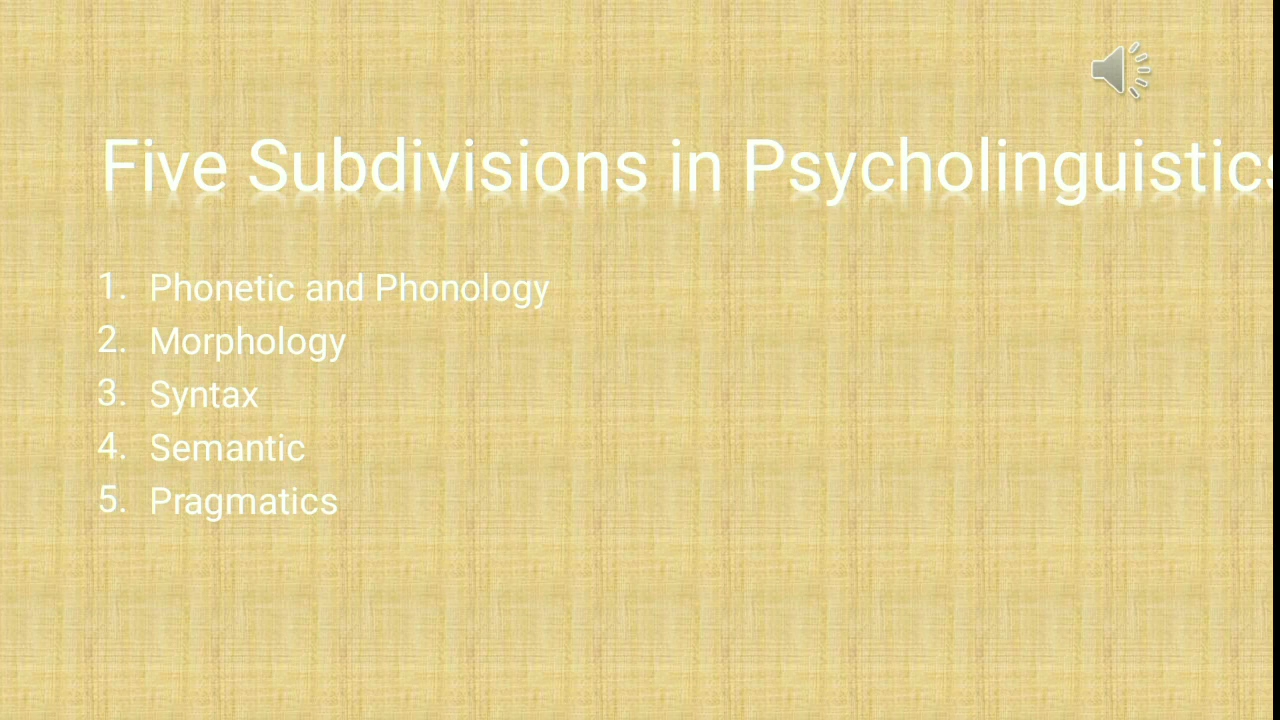 Five Subdivisions in Psycholinguistics
1. Phonetic and Phonology
2. Morphology
3. Syntax
4. Semantic
5. Pragmatics